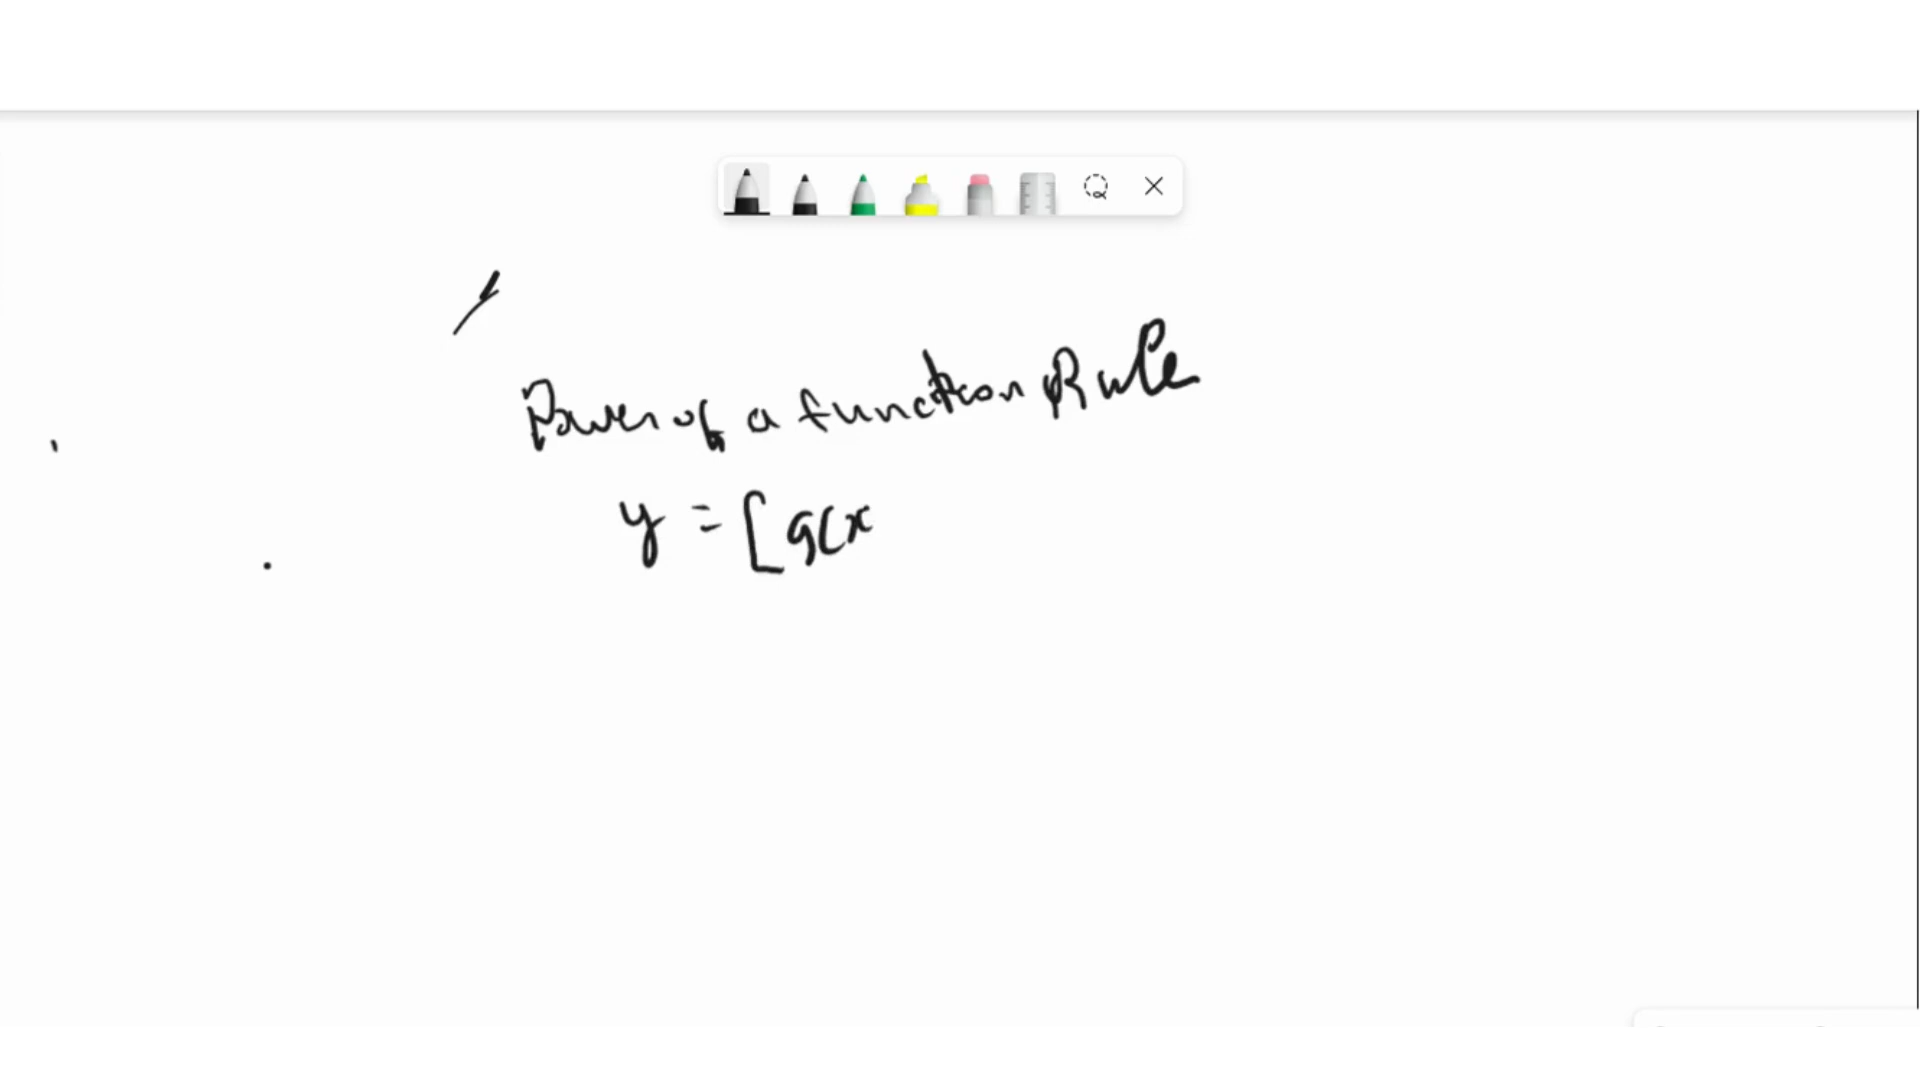 Power of a function Rule
y = [g(x